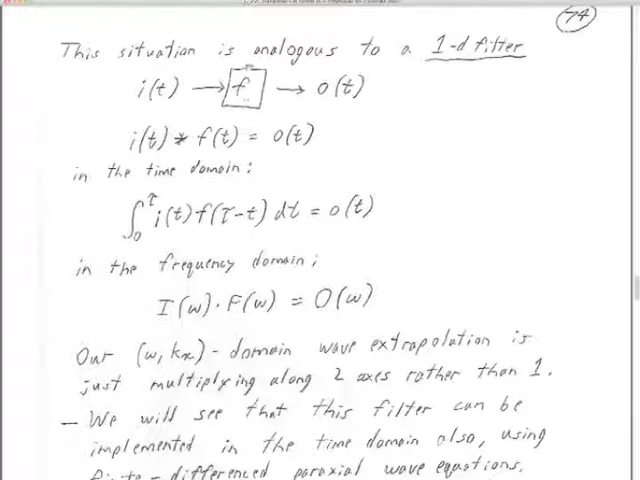 74
This situation is analogous to a 1-d filter
i(t) → f → o(t)
i(t) * f(t) = o(t)
in the time domain:
∫₀^τ i(t) f(τ-t) dt = o(t)
in the frequency domain:
I(ω)·F(ω) = O(ω)
Our (ω, kx)-domain wave extrapolation is
just multiplying along 2 axes rather than 1.
- We will see that this filter can be
implemented in the time domain also, using
finite-differenced paraxial wave equations.